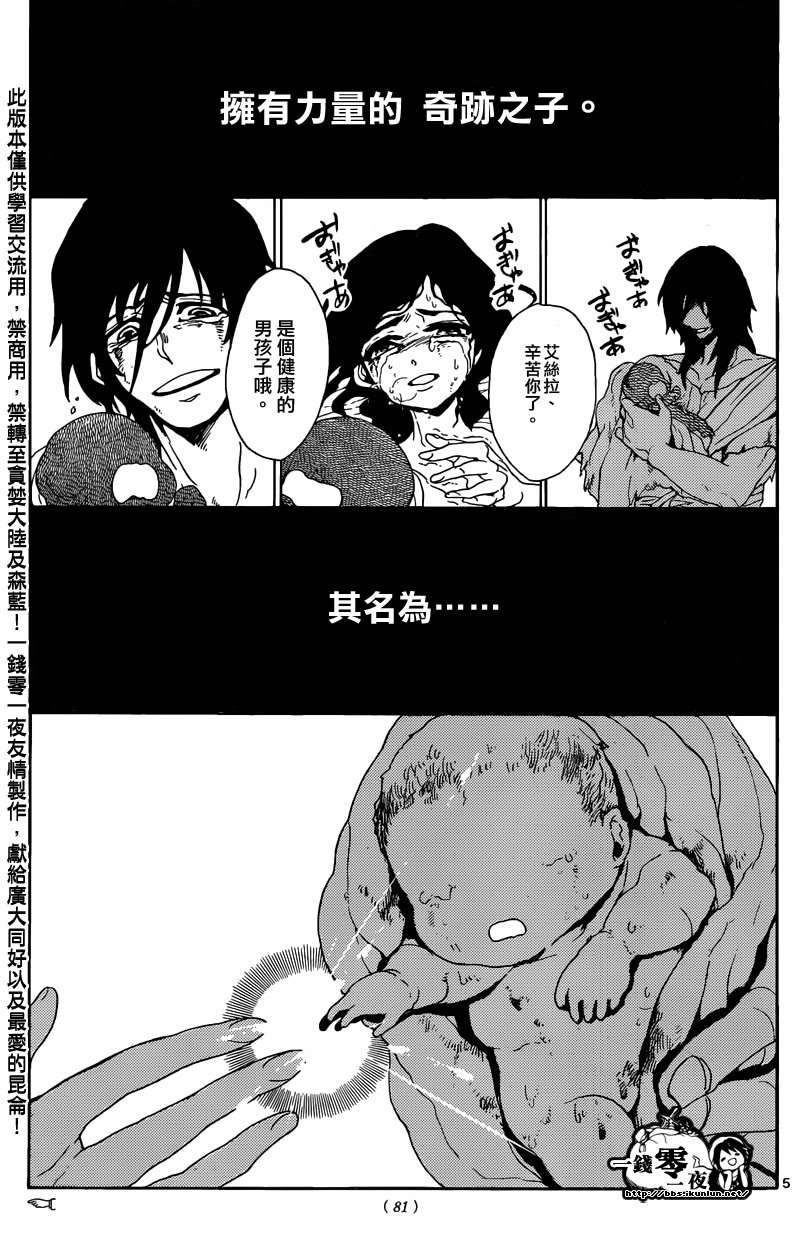 擁有力量的 奇跡之子。
おぎゃあ
おぎゃあ
艾絲拉、
辛苦你了。
おぎゃあ
おぎゃあ
是個健康的
男孩子哦。
其名為……
此版本僅供學習交流用，禁商用，禁轉至貪婪大陸及森藍！一錢零一夜友情製作，獻給廣大同好以及最愛的昆侖！
一錢零一夜
http://bbs.ikunlun.net/
5
（81）